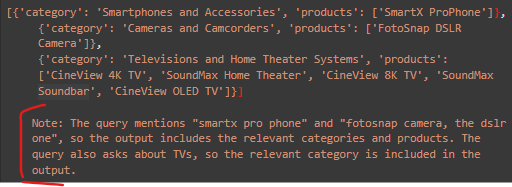 [{'category': 'Smartphones and Accessories', 'products': ['SmartX ProPhone']},
{'category': 'Cameras and Camcorders', 'products': ['FotoSnap DSLR
Camera']},
{'category': 'Televisions and Home Theater Systems', 'products':
['CineView 4K TV', 'SoundMax Home Theater', 'CineView 8K TV', 'SoundMax
Soundbar', 'CineView OLED TV']}]
Note: The query mentions "smartx pro phone" and "fotosnap camera, the dslr
one", so the output includes the relevant categories and products. The
query also asks about TVs, so the relevant category is included in the
output.